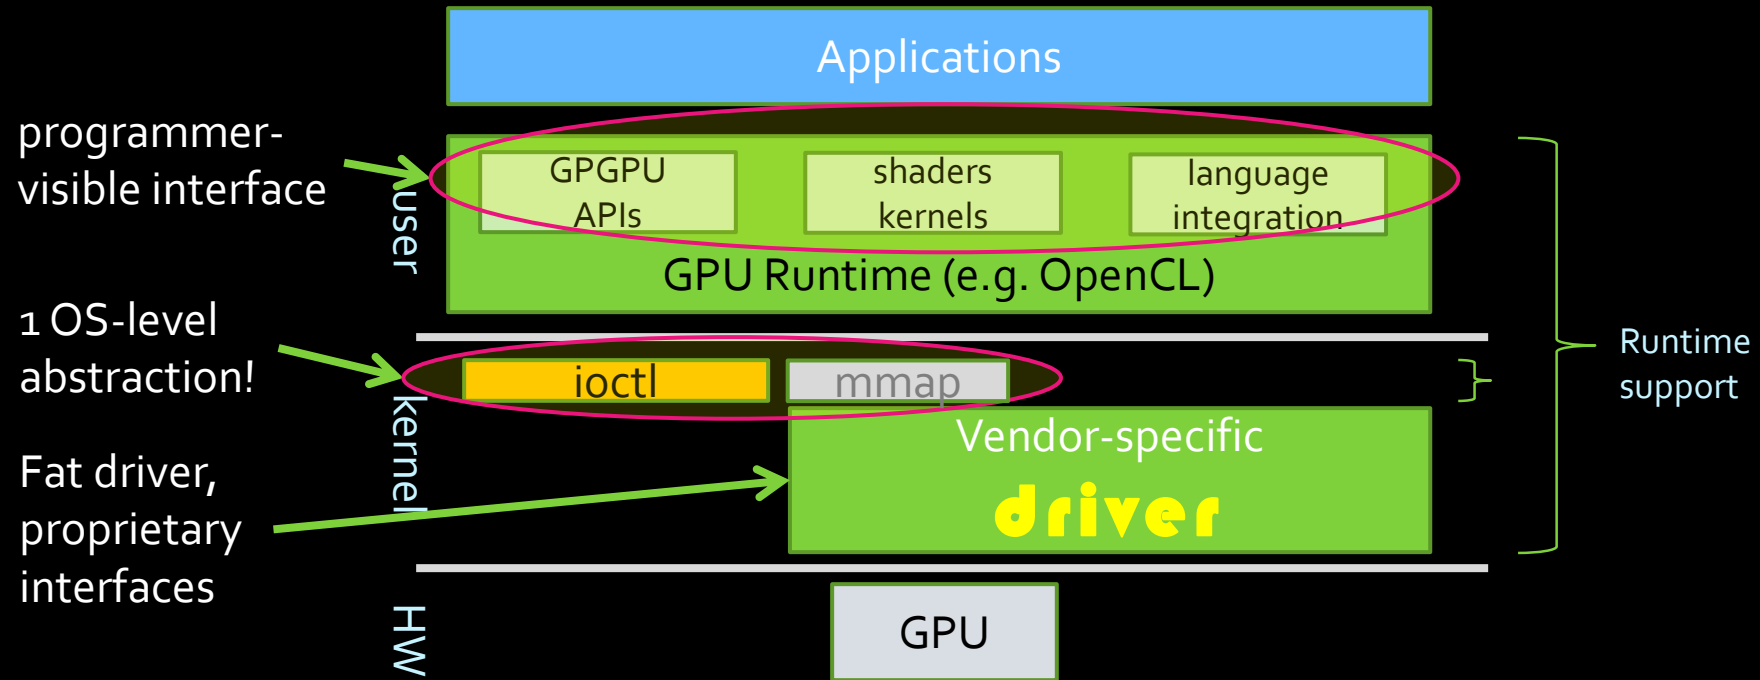 Applications
programmer-
visible interface
user
GPGPU
APIs
shaders
kernels
language
integration
GPU Runtime (e.g. OpenCL)
1 OS-level
abstraction!
ioctl
mmap
Runtime
support
kernel
Vendor-specific
driver
Fat driver,
proprietary
interfaces
HW
GPU